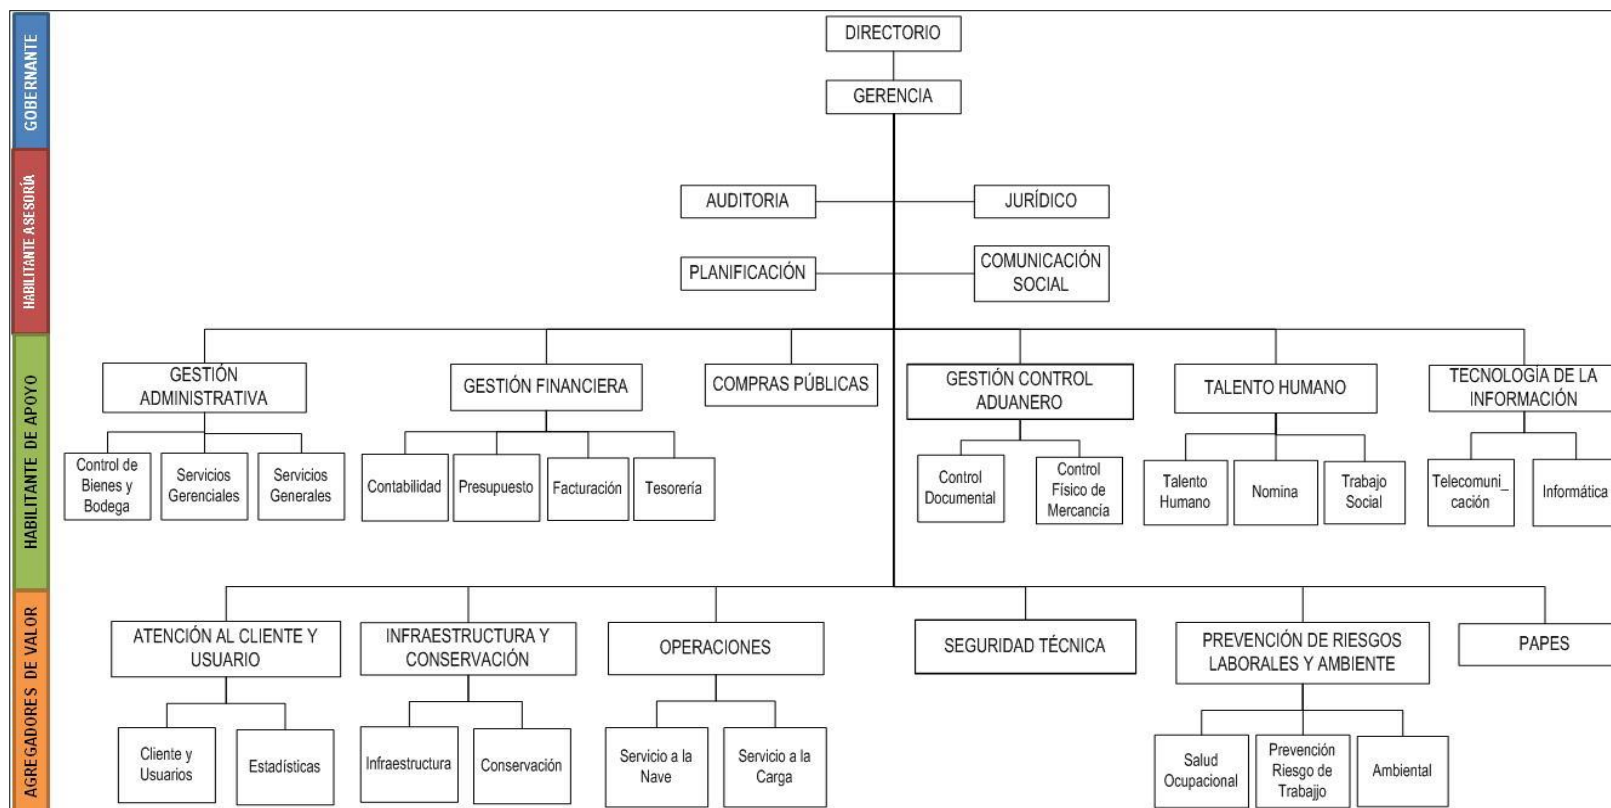 GOBERNANTE
DIRECTORIO
GERENCIA
HABILITANTE ASESORÍA
AUDITORIA
JURÍDICO
PLANIFICACIÓN
COMUNICACIÓN
SOCIAL
HABILITANTE DE APOYO
GESTIÓN
ADMINISTRATIVA
GESTIÓN FINANCIERA
COMPRAS PÚBLICAS
GESTIÓN CONTROL
ADUANERO
TALENTO HUMANO
TECNOLOGÍA DE LA
INFORMACIÓN
Control de
Bienes y
Bodega
Servicios
Gerenciales
Servicios
Generales
Contabilidad
Presupuesto
Facturación
Tesorería
Control
Documental
Control
Físico de
Mercancía
Talento
Humano
Nomina
Trabajo
Social
Telecomuni_
cación
Informática
AGREGADORES DE VALOR
ATENCIÓN AL CLIENTE Y
USUARIO
INFRAESTRUCTURA Y
CONSERVACIÓN
OPERACIONES
SEGURIDAD TÉCNICA
PREVENCIÓN DE RIESGOS
LABORALES Y AMBIENTE
PAPES
Cliente y
Usuarios
Estadísticas
Infraestructura
Conservación
Servicio a la
Nave
Servicio a la
Carga
Salud
Ocupacional
Prevención
Riesgo de
Trabajjo
Ambiental